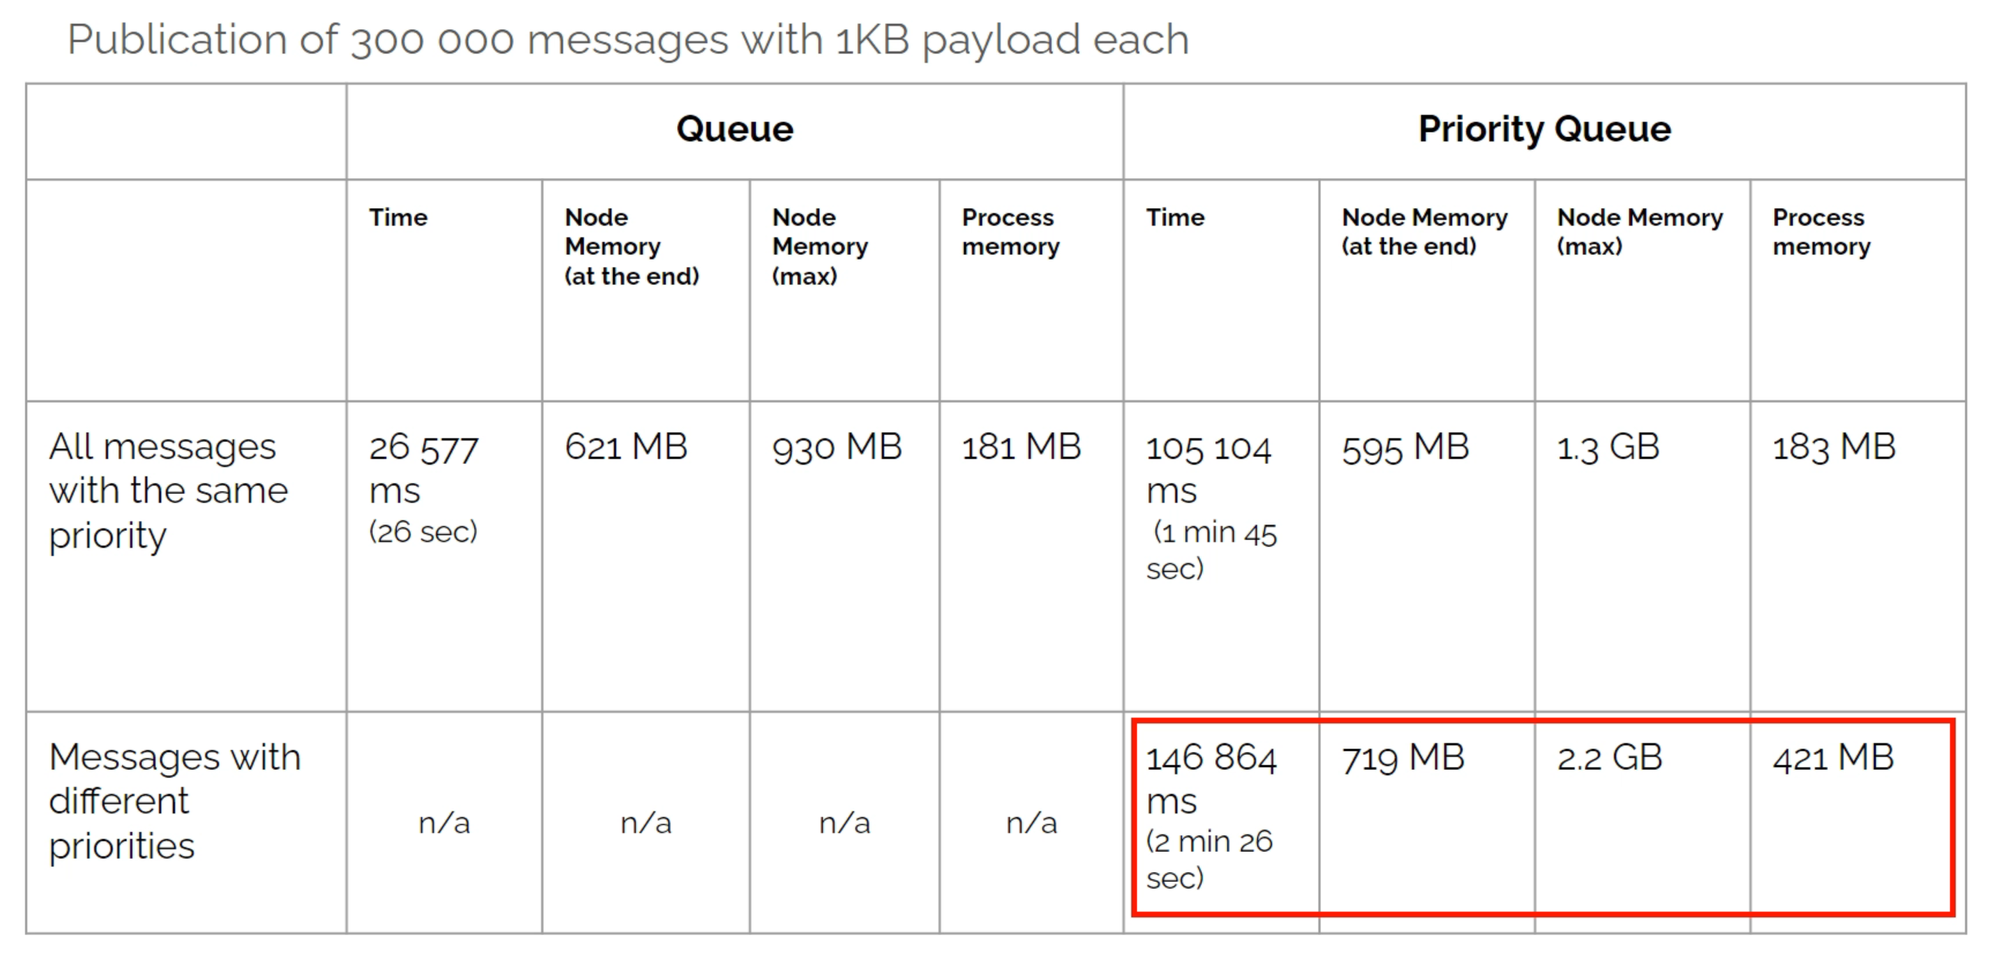 Publication of 300 000 messages with 1KB payload each
Queue
Priority Queue
Time
Node
Memory
(at the end)
Node
Memory
(max)
Process
memory
Time
Node Memory
(at the end)
Node Memory
(max)
Process
memory
All messages
with the same
priority
26 577
ms
(26 sec)
621 MB
930 MB
181 MB
105 104
ms
(1 min 45
sec)
595 MB
1.3 GB
183 MB
Messages with
different
priorities
n/a
n/a
n/a
n/a
146 864
ms
(2 min 26
sec)
719 MB
2.2 GB
421 MB